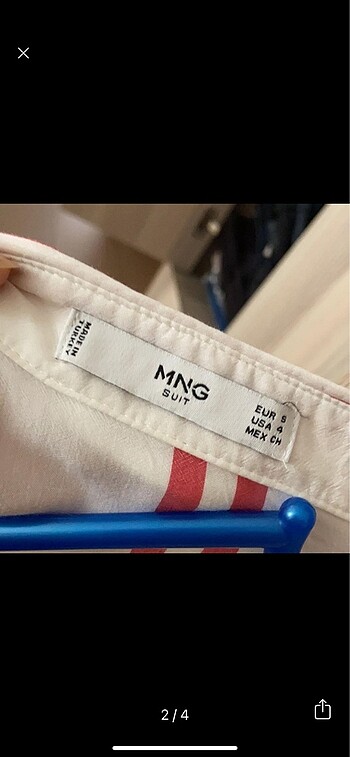 MADE IN
TURKEY
MNG
SUIT
EUR S
USA 4
MEX CH
2/4